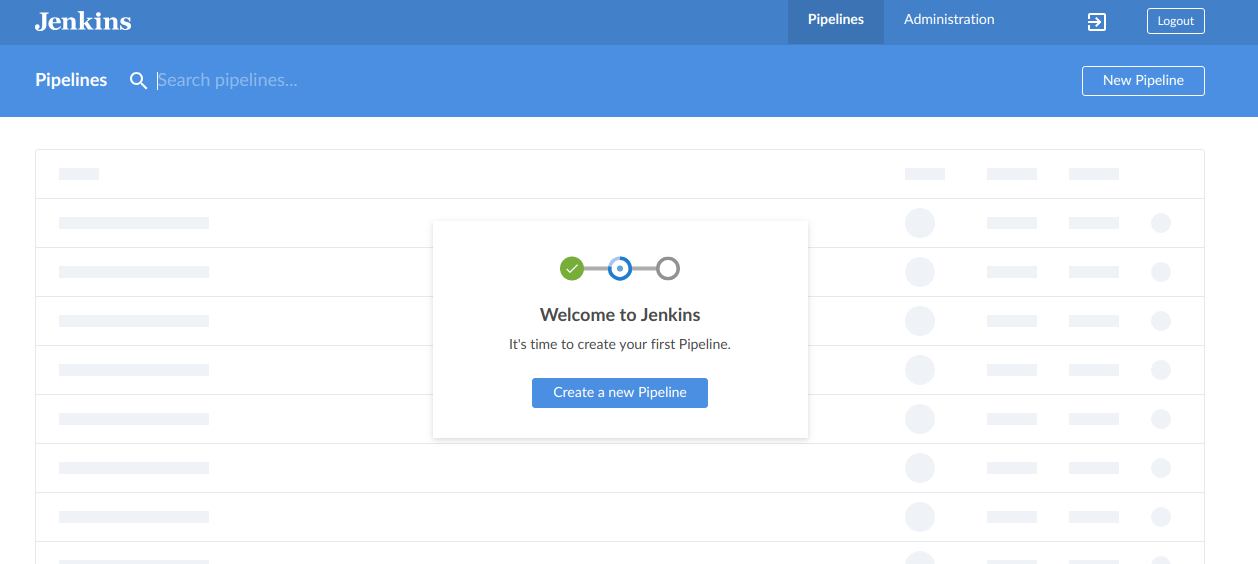 Jenkins
Pipelines
Administration
Logout
Pipelines
Search pipelines...
New Pipeline
Welcome to Jenkins
It's time to create your first Pipeline.
Create a new Pipeline